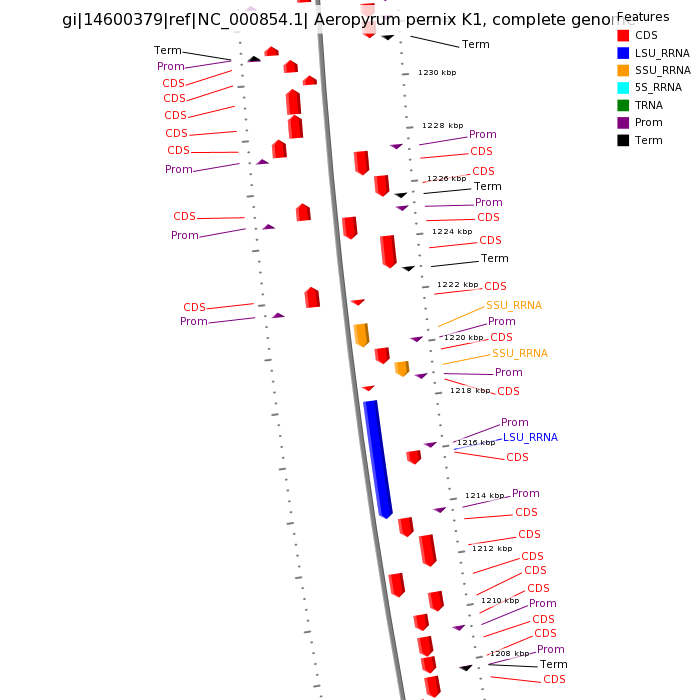 gi|14600379|ref|NC_000854.1| Aeropyrum pernix K1, complete genome
Features
CDS
LSU_RRNA
SSU_RRNA
5S_RRNA
TRNA
Prom
Term
Term
Prom
CDS
CDS
CDS
CDS
CDS
Prom
CDS
Prom
CDS
Prom
Term
1230 kbp
1228 kbp
Prom
CDS
CDS
1226 kbp
Term
Prom
CDS
1224 kbp
CDS
Term
1222 kbp
CDS
SSU_RRNA
Prom
1220 kbp
CDS
SSU_RRNA
Prom
1218 kbp
CDS
Prom
1216 kbp
LSU_RRNA
CDS
1214 kbp
Prom
CDS
CDS
1212 kbp
CDS
CDS
CDS
1210 kbp
Prom
CDS
CDS
1208 kbp
Prom
Term
CDS